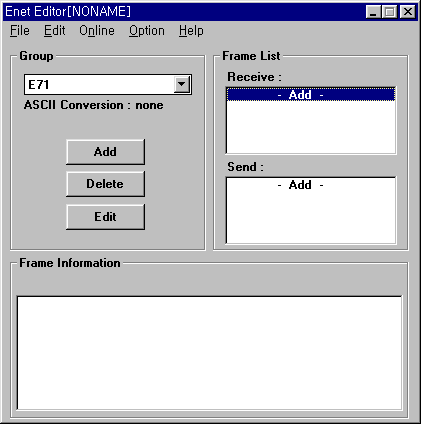 Enet Editor[NONAME]
File Edit Online Option Help
Group
E71
ASCII Conversion : none
Add
Delete
Edit
Frame List
Receive :
- Add -
Send :
- Add -
Frame Information